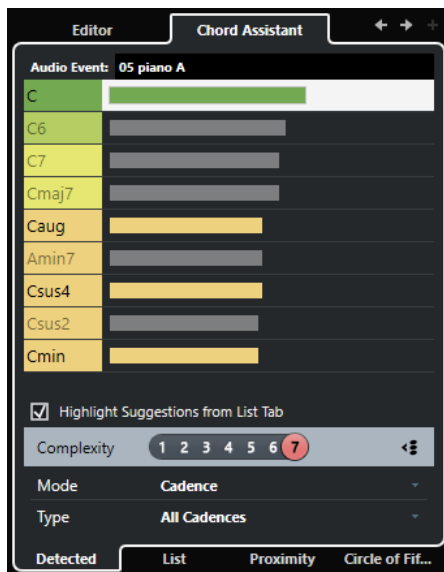 Editor Chord Assistant
Audio Event: 05 piano A
C
C6
C7
Cmaj7
Caug
Amin7
Csus4
Csus2
Cmin
Highlight Suggestions from List Tab
Complexity 1 2 3 4 5 6 7
Mode Cadence
Type All Cadences
Detected List Proximity Circle of Fif...